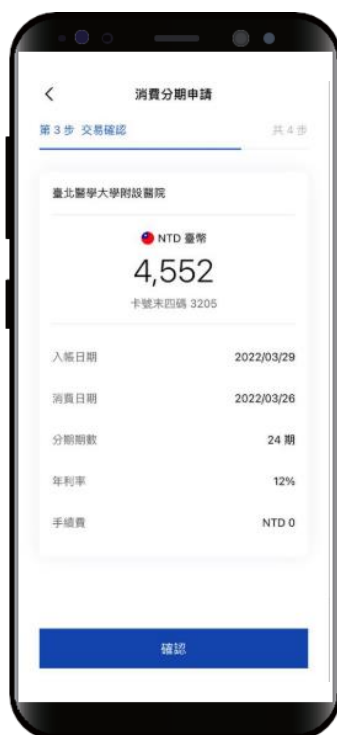 消費分期申請
第 3 步 交易確認 共 4 步
臺北醫學大學附設醫院
NTD 臺幣
4,552
卡號末四碼 3205
入帳日期 2022/03/29
消費日期 2022/03/26
分期期數 24 期
年利率 12%
手續費 NTD 0
確認